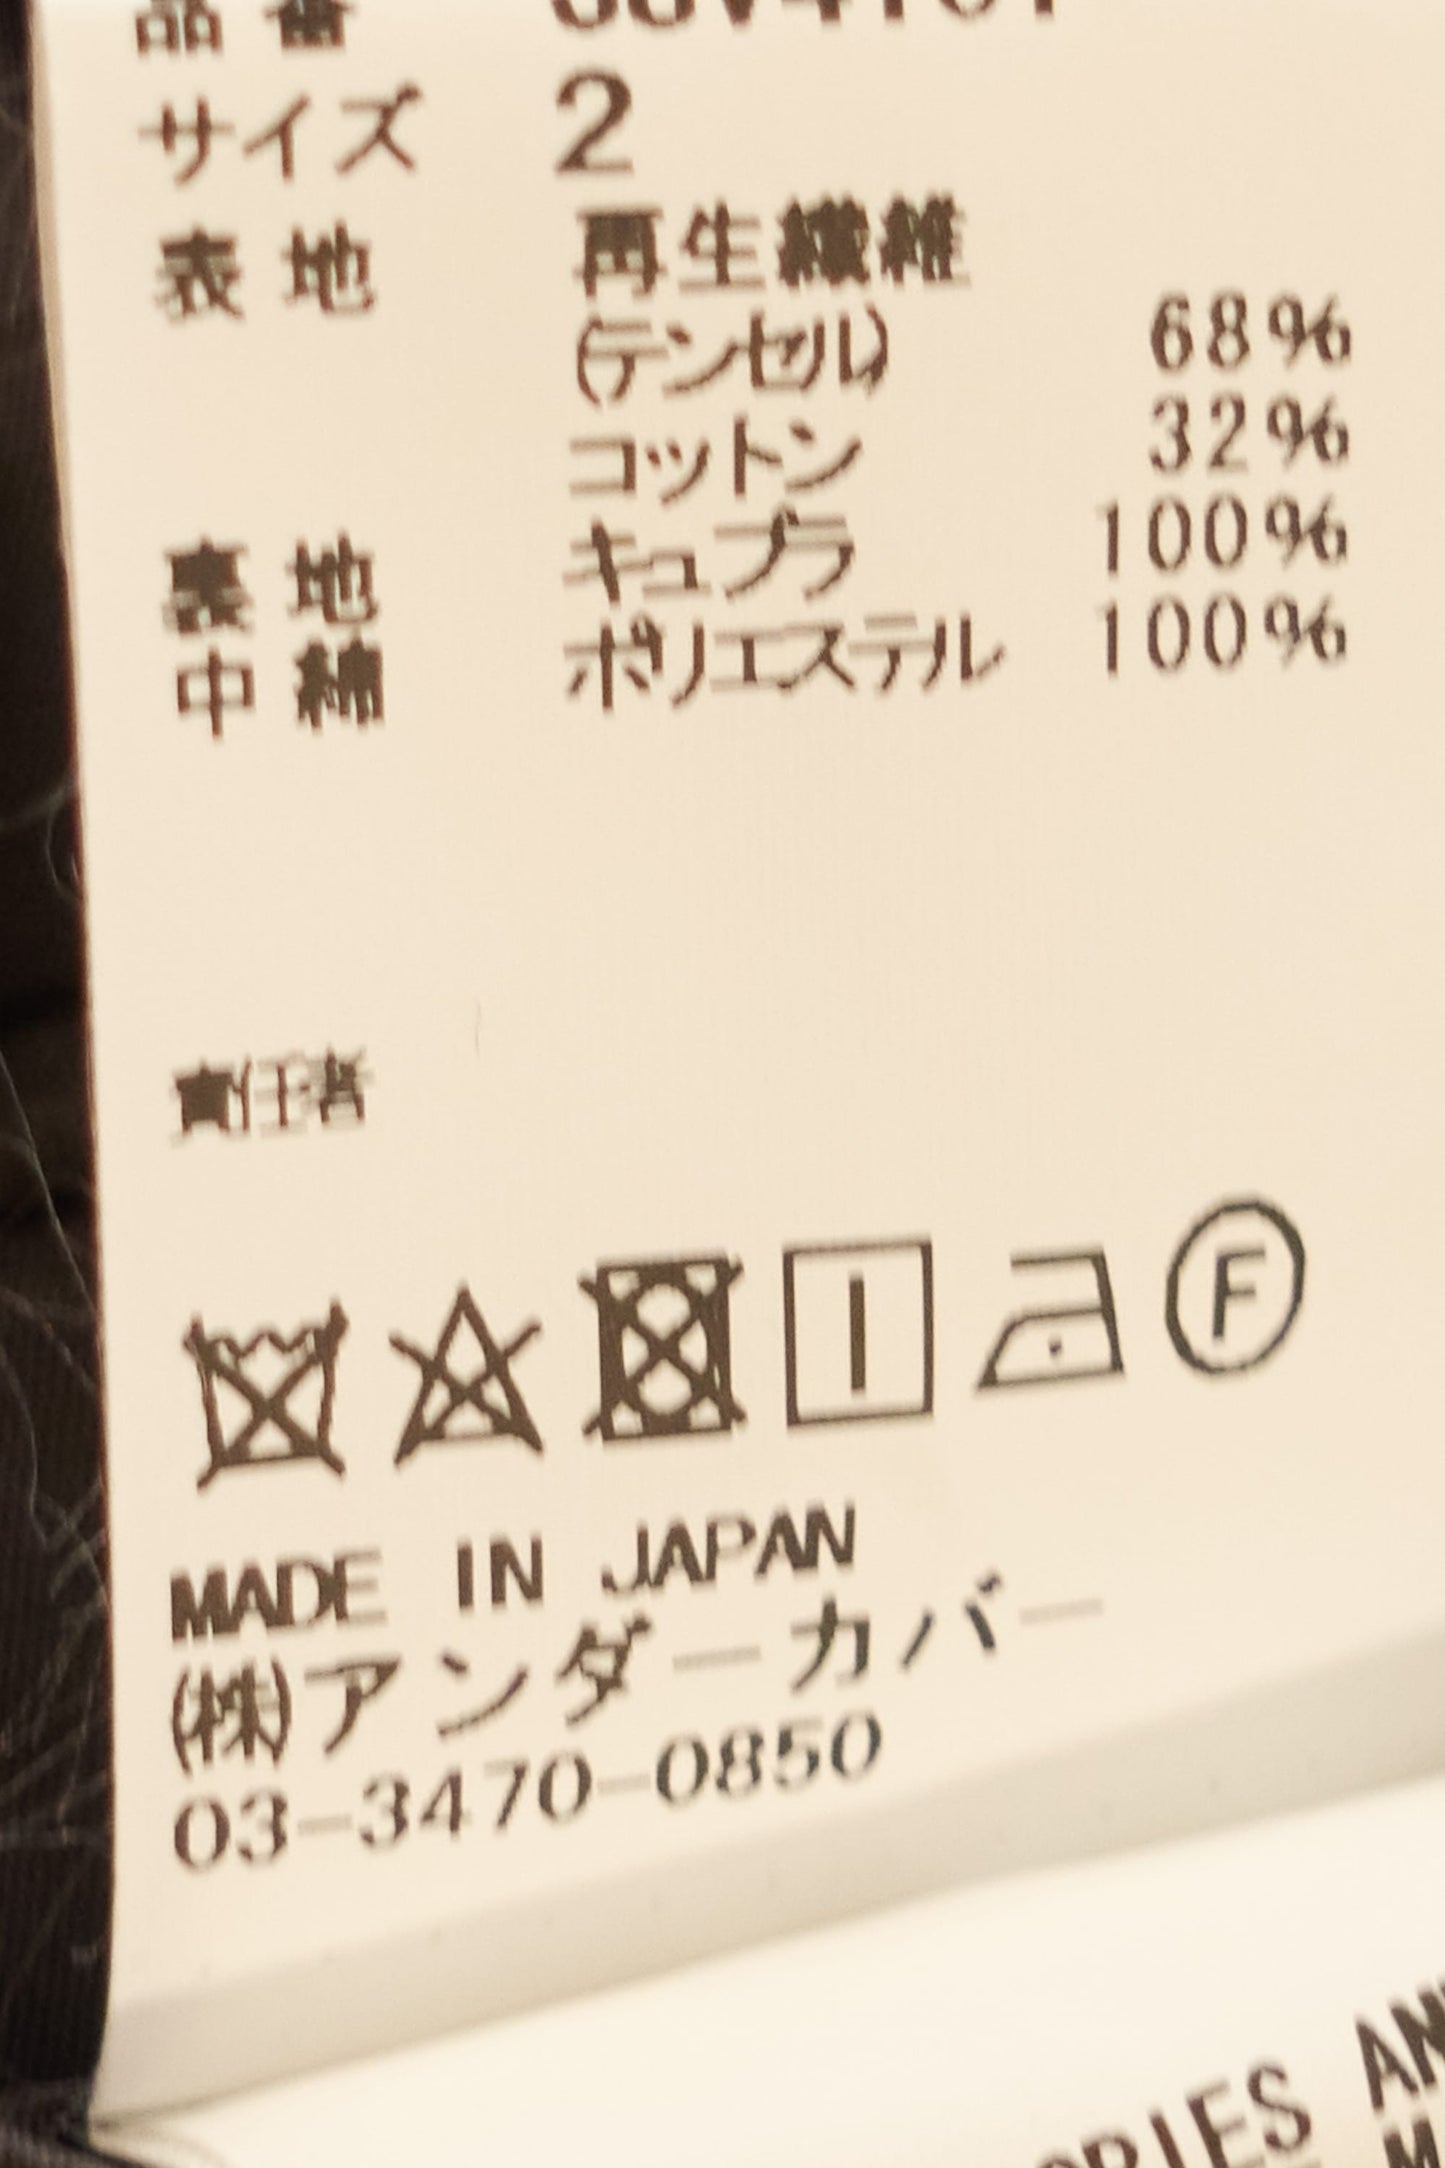 品番
サイズ 2
表地 再生繊維
(テンセル) 68%
コットン 32%
裏地 キュプラ 100%
中綿 ポリエステル 100%
責任者
F
MADE IN JAPAN
(株)アンダーカバー
03-3470-0850